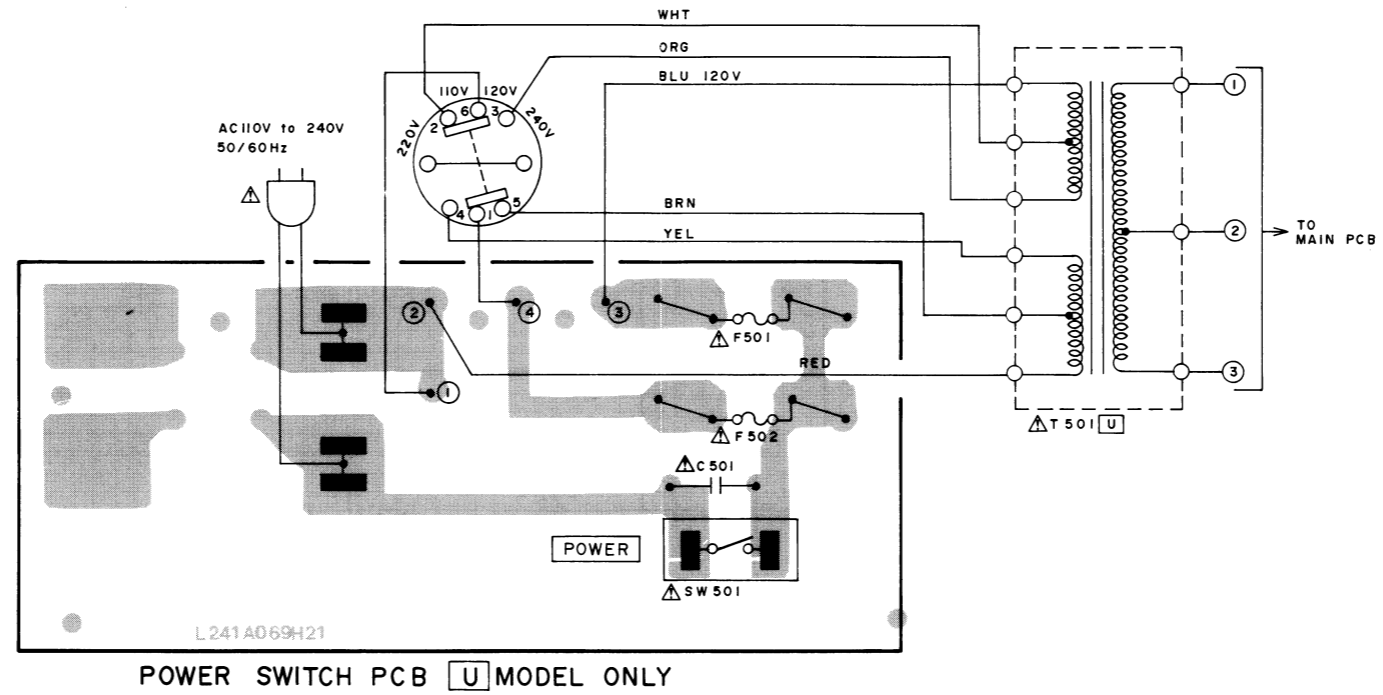 WHT
ORG
BLU 120V
110V 120V
220V
240V
2 6 3
4 1 5
AC110V to 240V
50/60Hz
BRN
YEL
1
2
3
TO
MAIN PCB
2
4
3
F501
RED
1
F502
T501 U
C501
POWER
SW501
L241A069H21
POWER SWITCH PCB U MODEL ONLY